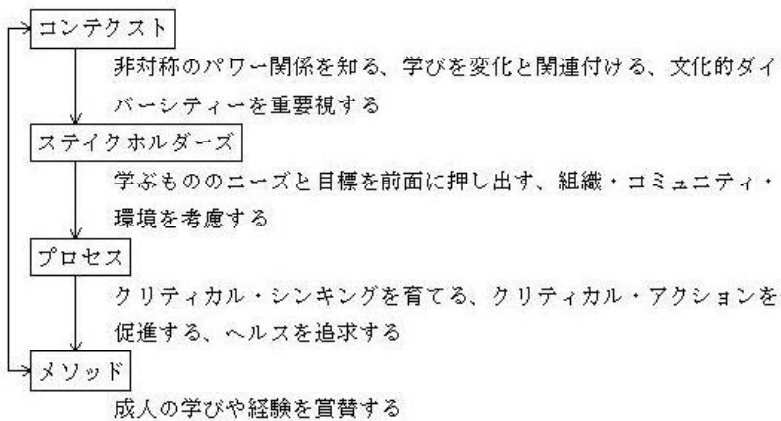 コンテクスト
非対称のパワー関係を知る、学びを変化と関連付ける、文化的ダイ
バーシティーを重要視する
ステイクホルダーズ
学ぶもののニーズと目標を前面に押し出す、組織・コミュニティ・
環境を考慮する
プロセス
クリティカル・シンキングを育てる、クリティカル・アクションを
促進する、ヘルスを追求する
メソッド
成人の学びや経験を賞賛する